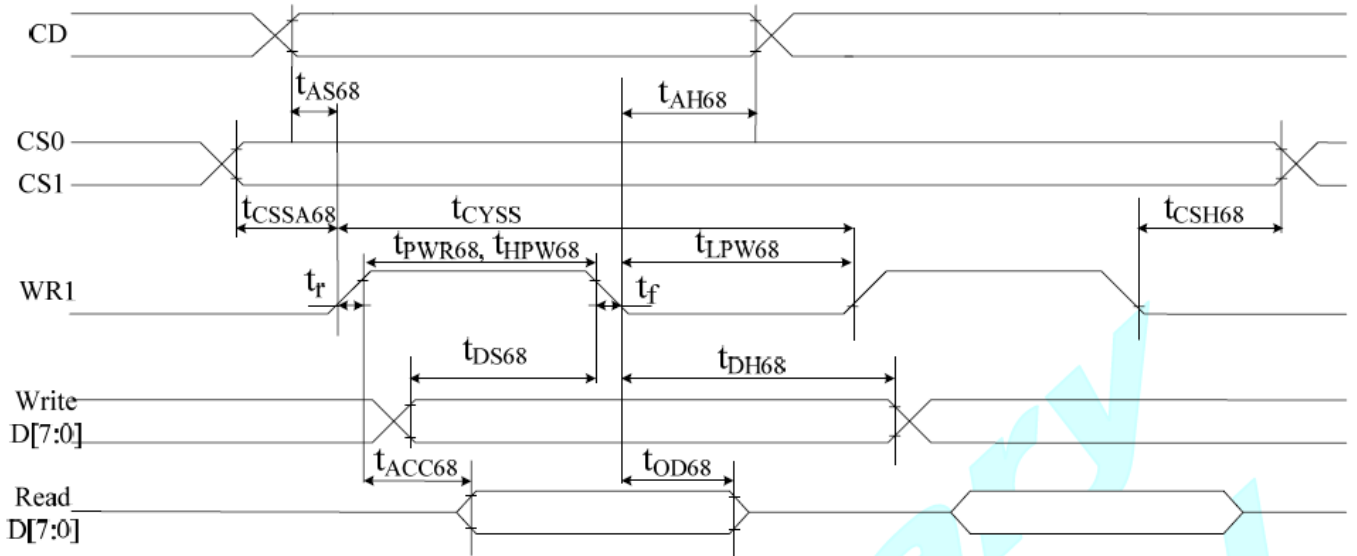 CD
tAS68
tAH68
CS0
CS1
tCSSA68
tCYSS
tCSH68
tPWR68, tHPW68
tLPW68
WR1
tr
tf
tDS68
tDH68
Write
D[7:0]
tACC68
tOD68
Read
D[7:0]